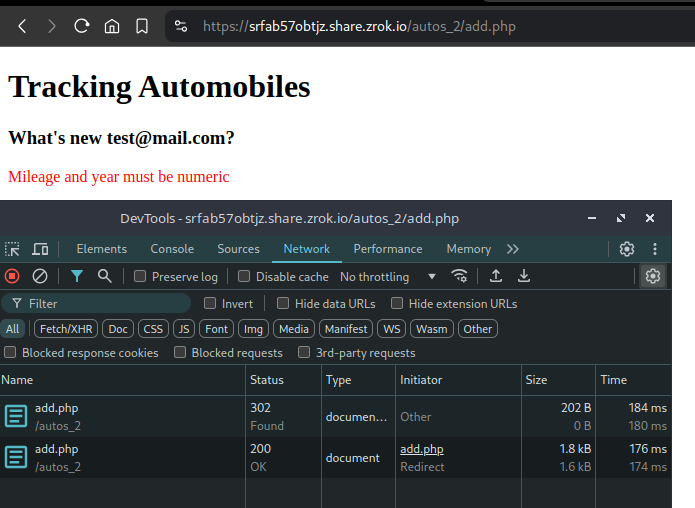 https://srfab57obtjz.share.zrok.io/autos_2/add.php
Tracking Automobiles
What's new test@mail.com?
Mileage and year must be numeric
DevTools - srfab57obtjz.share.zrok.io/autos_2/add.php
Elements Console Sources Network Performance Memory
Preserve log Disable cache No throttling
Filter Invert Hide data URLs Hide extension URLs
All Fetch/XHR Doc CSS JS Font Img Media Manifest WS Wasm Other
Blocked response cookies Blocked requests 3rd-party requests
Name Status Type Initiator Size Time
add.php 302 documen... Other 202 B 184 ms
/autos_2 Found 0 B 180 ms
add.php 200 document add.php 1.8 kB 176 ms
/autos_2 OK Redirect 1.6 kB 174 ms